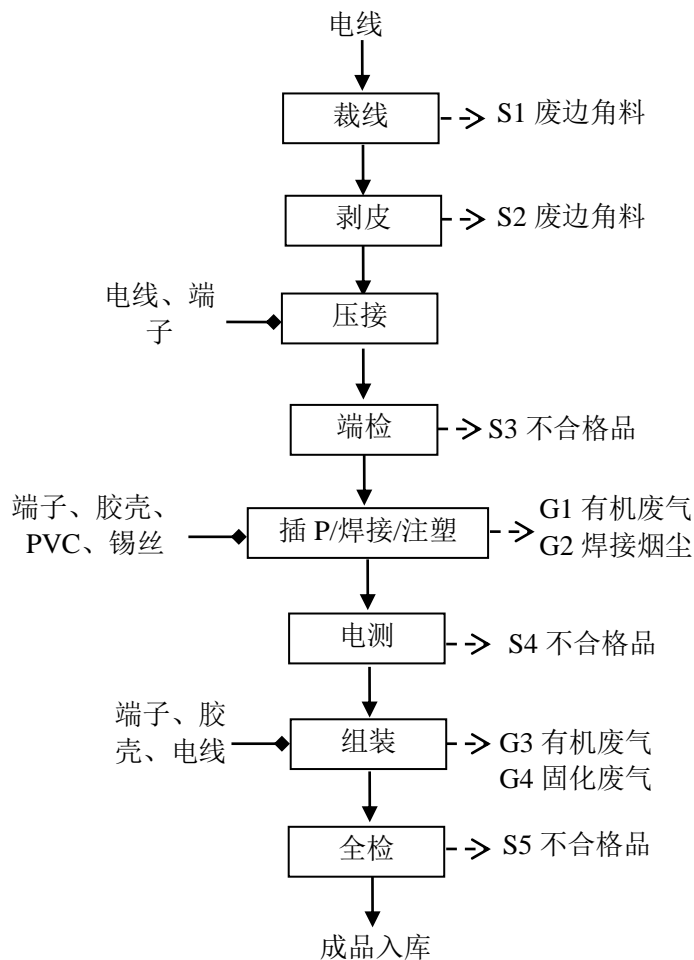 电线
裁线
S1 废边角料
剥皮
S2 废边角料
电线、端
子
压接
端检
S3 不合格品
端子、胶壳、
PVC、锡丝
插 P/焊接/注塑
G1 有机废气
G2 焊接烟尘
电测
S4 不合格品
端子、胶
壳、电线
组装
G3 有机废气
G4 固化废气
全检
S5 不合格品
成品入库